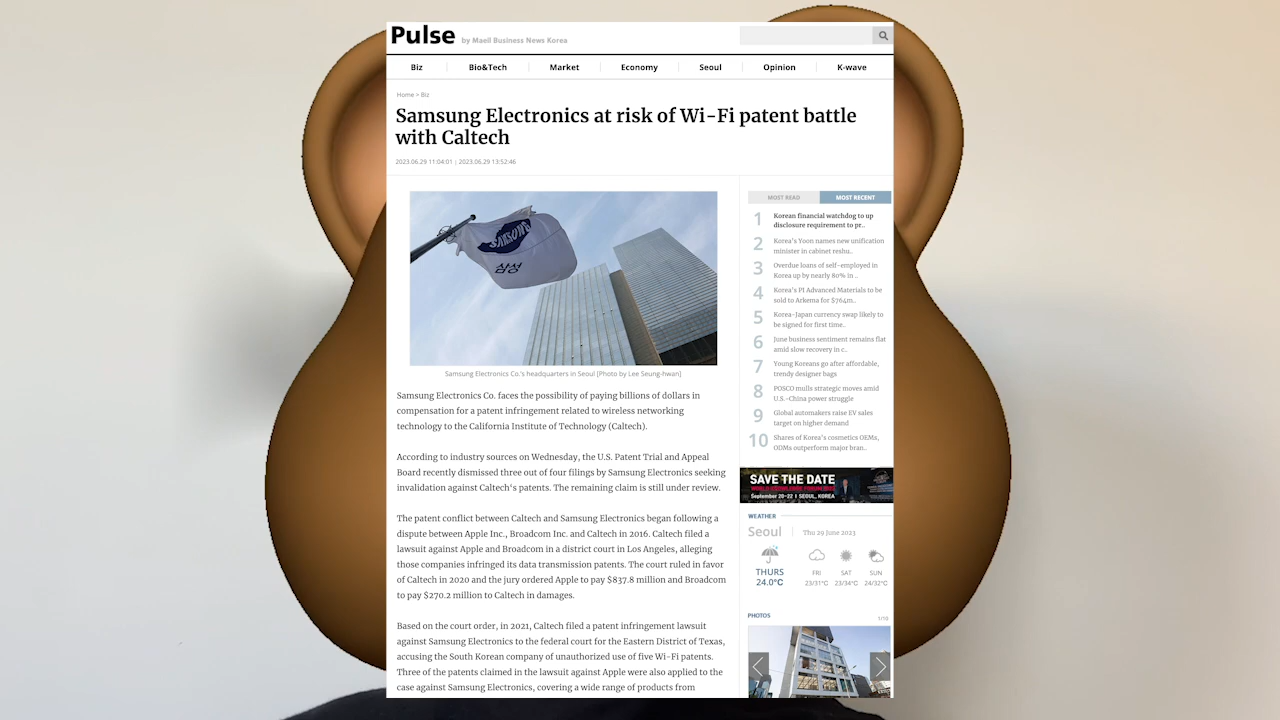 Pulse by Maeil Business News Korea
Biz Bio&Tech Market Economy Seoul Opinion K-wave
Home > Biz
Samsung Electronics at risk of Wi-Fi patent battle
with Caltech
2023.06.29 11:04:01 | 2023.06.29 13:52:46
SAMSUNG
삼성
Samsung Electronics Co.'s headquarters in Seoul [Photo by Lee Seung-hwan]
Samsung Electronics Co. faces the possibility of paying billions of dollars in
compensation for a patent infringement related to wireless networking
technology to the California Institute of Technology (Caltech).
According to industry sources on Wednesday, the U.S. Patent Trial and Appeal
Board recently dismissed three out of four filings by Samsung Electronics seeking
invalidation against Caltech's patents. The remaining claim is still under review.
The patent conflict between Caltech and Samsung Electronics began following a
dispute between Apple Inc., Broadcom Inc. and Caltech in 2016. Caltech filed a
lawsuit against Apple and Broadcom in a district court in Los Angeles, alleging
those companies infringed its data transmission patents. The court ruled in favor
of Caltech in 2020 and the jury ordered Apple to pay $837.8 million and Broadcom
to pay $270.2 million to Caltech in damages.
Based on the court order, in 2021, Caltech filed a patent infringement lawsuit
against Samsung Electronics to the federal court for the Eastern District of Texas,
accusing the South Korean company of unauthorized use of five Wi-Fi patents.
Three of the patents claimed in the lawsuit against Apple were also applied to the
case against Samsung Electronics, covering a wide range of products from
MOST READ MOST RECENT
1 Korean financial watchdog to up
disclosure requirement to pr..
2 Korea's Yoon names new unification
minister in cabinet reshu..
3 Overdue loans of self-employed in
Korea up by nearly 80% in ..
4 Korea's PI Advanced Materials to be
sold to Arkema for $764m..
5 Korea-Japan currency swap likely to
be signed for first time..
6 June business sentiment remains flat
amid slow recovery in c..
7 Young Koreans go after affordable,
trendy designer bags
8 POSCO mulls strategic moves amid
U.S.-China power struggle
9 Global automakers raise EV sales
target on higher demand
10 Shares of Korea's cosmetics OEMs,
ODMs outperform major bran..
SAVE THE DATE
WORLD KNOWLEDGE FORUM 2023
September 20-22 | SEOUL, KOREA
WEATHER
Seoul Thu 29 June 2023
THURS FRI SAT SUN
24.0°C 23/31°C 23/34°C 24/32°C
PHOTOS 1/10